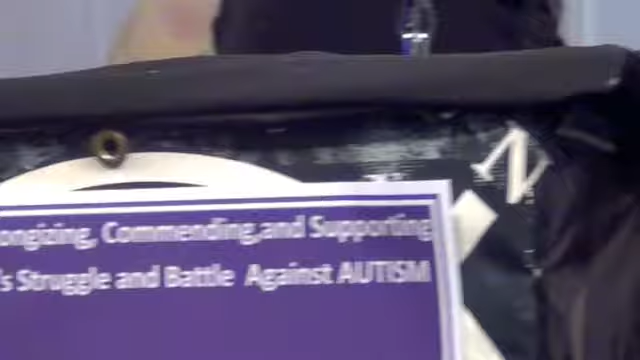 N
ongizing, Commending,and Supporting
's Struggle and Battle Against AUTISM